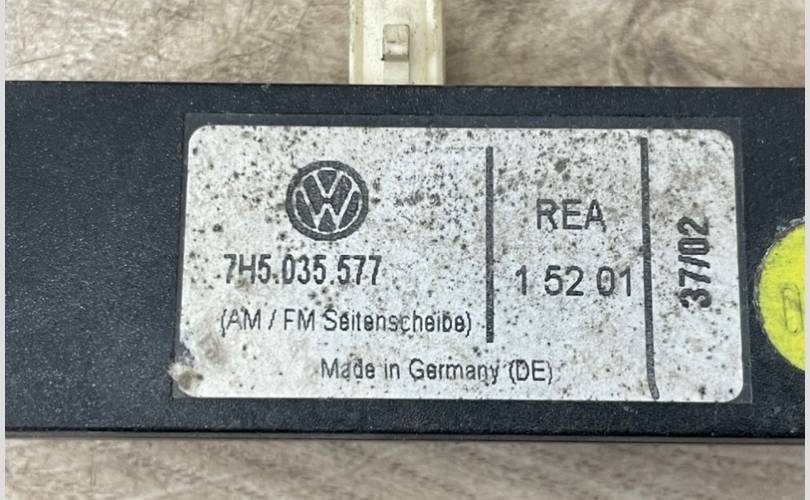 7H5.035.577
(AM / FM Seitenscheibe)
Made in Germany (DE)
REA
1 52 01
37/02